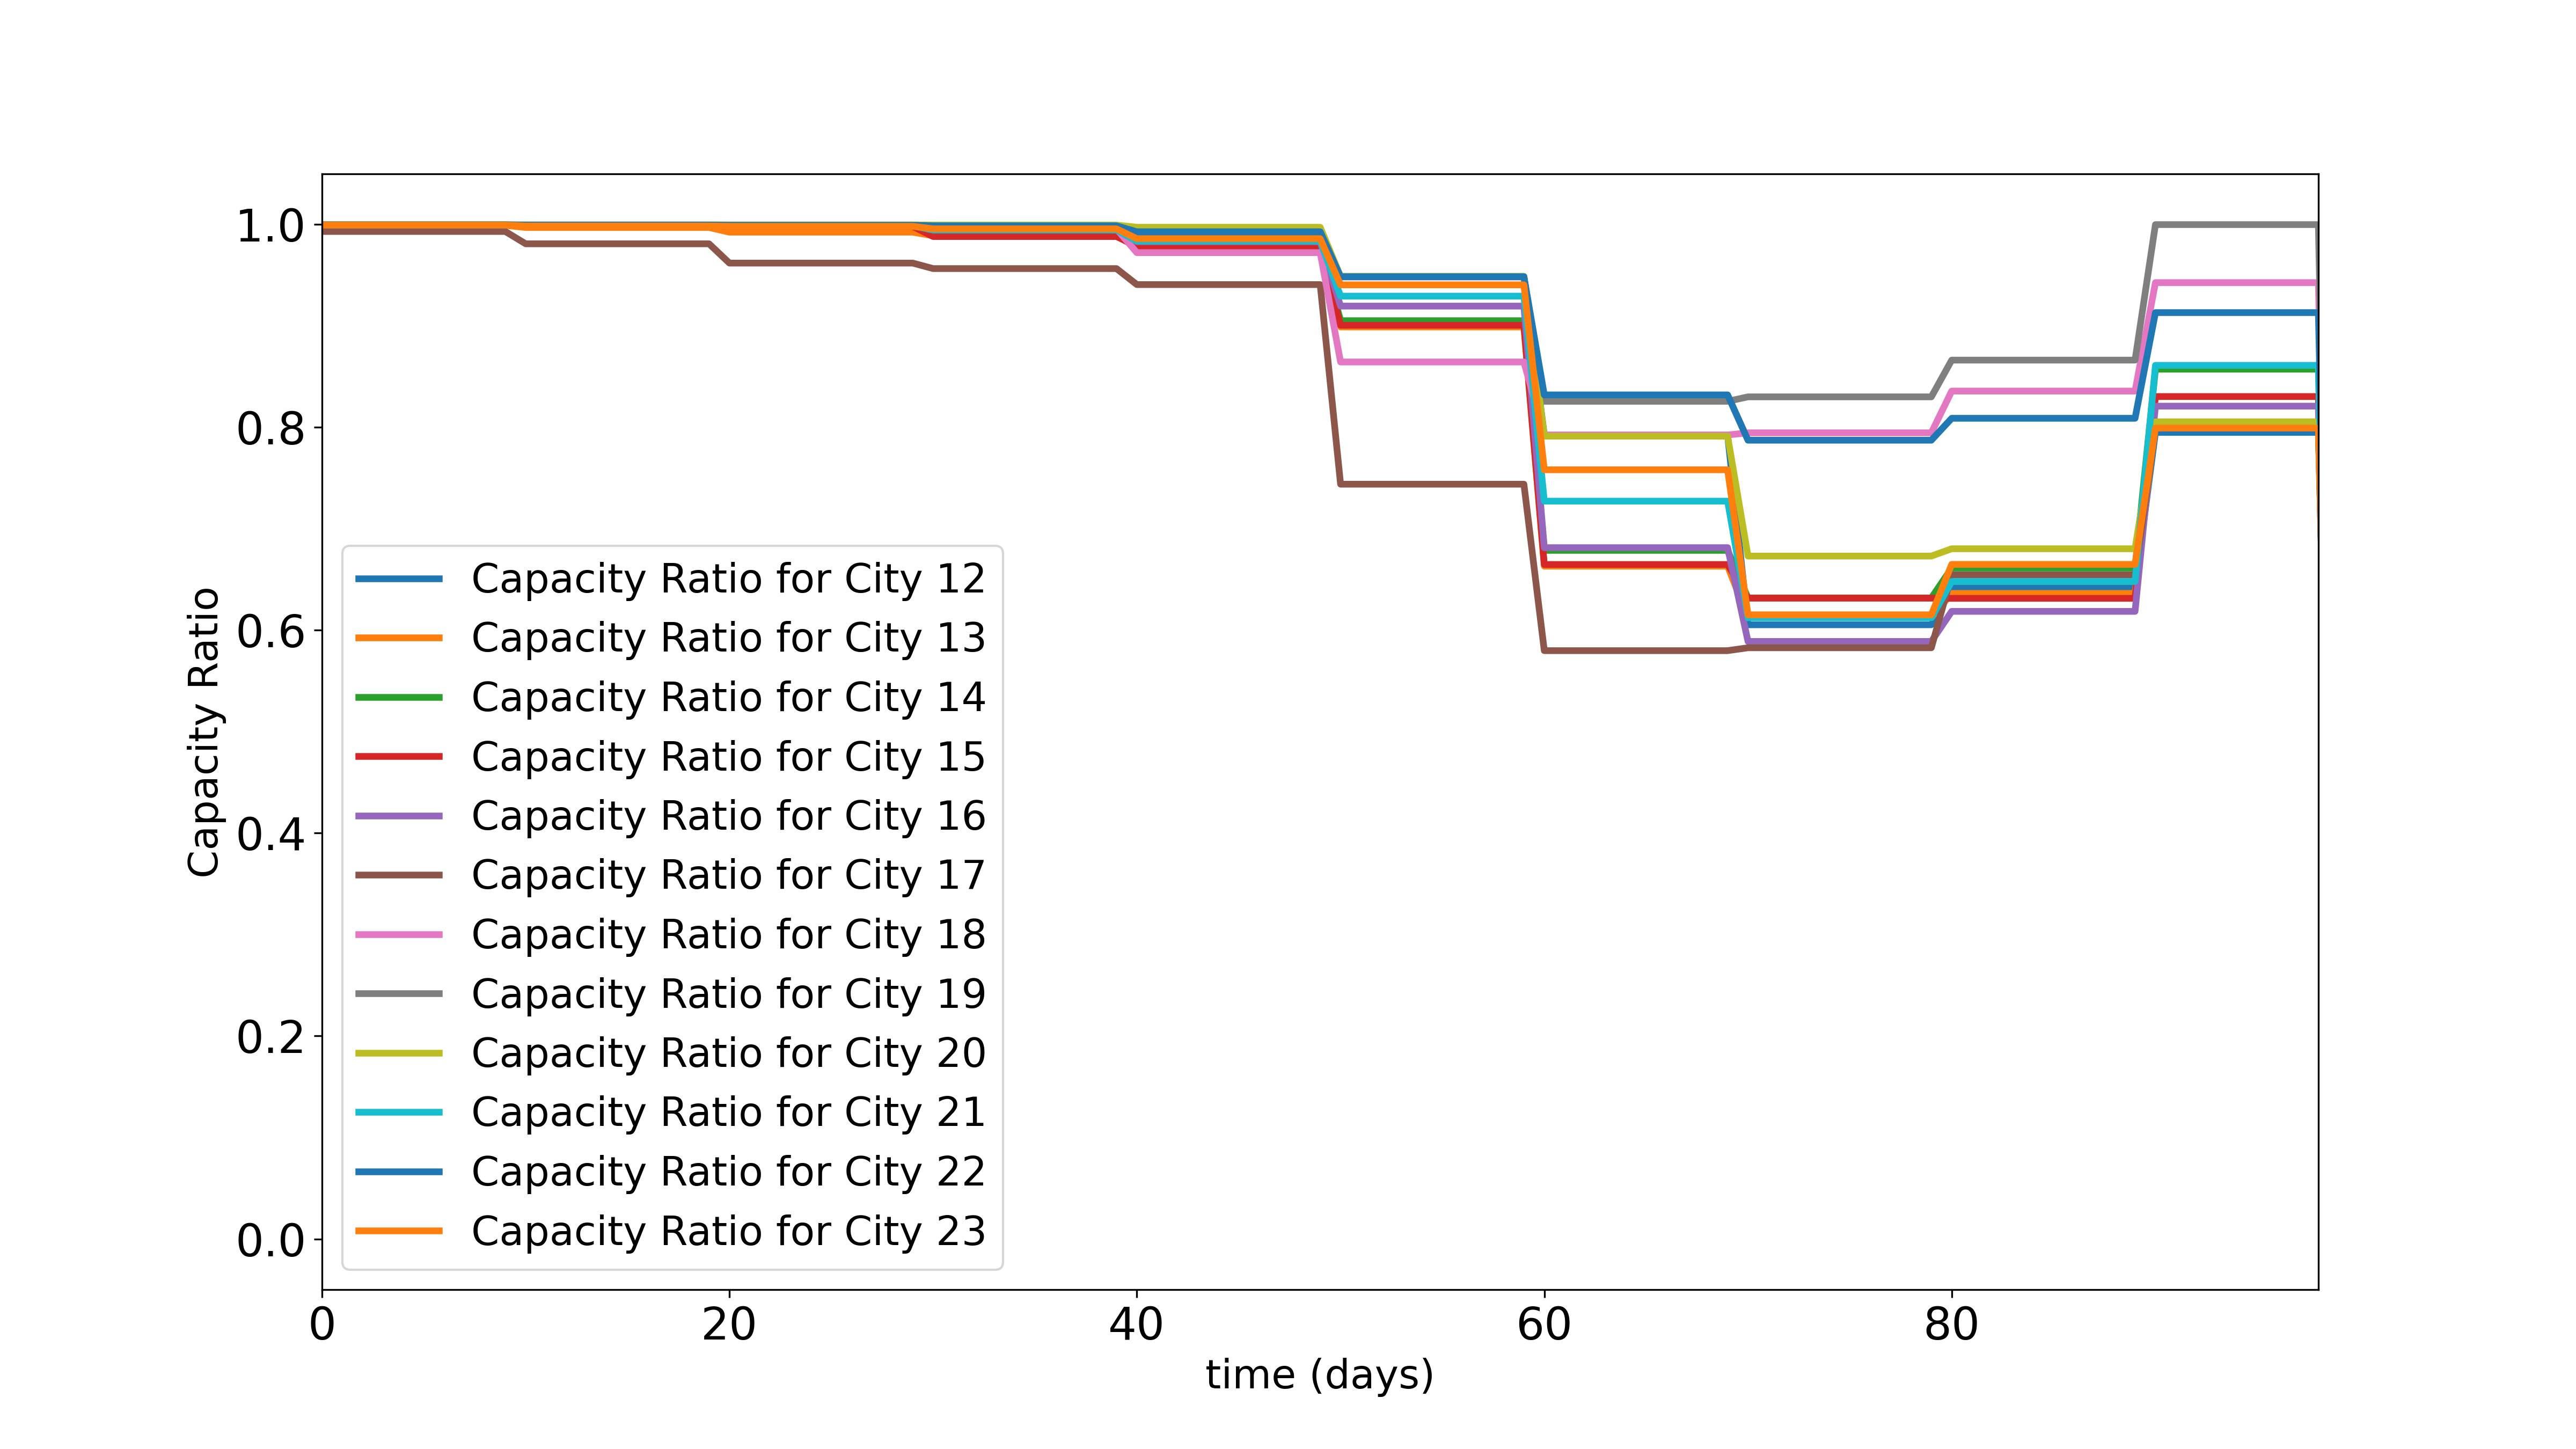 1.0
0.8
0.6
0.4
0.2
0.0
Capacity Ratio
Capacity Ratio for City 12
Capacity Ratio for City 13
Capacity Ratio for City 14
Capacity Ratio for City 15
Capacity Ratio for City 16
Capacity Ratio for City 17
Capacity Ratio for City 18
Capacity Ratio for City 19
Capacity Ratio for City 20
Capacity Ratio for City 21
Capacity Ratio for City 22
Capacity Ratio for City 23
0 20 40 60 80
time (days)